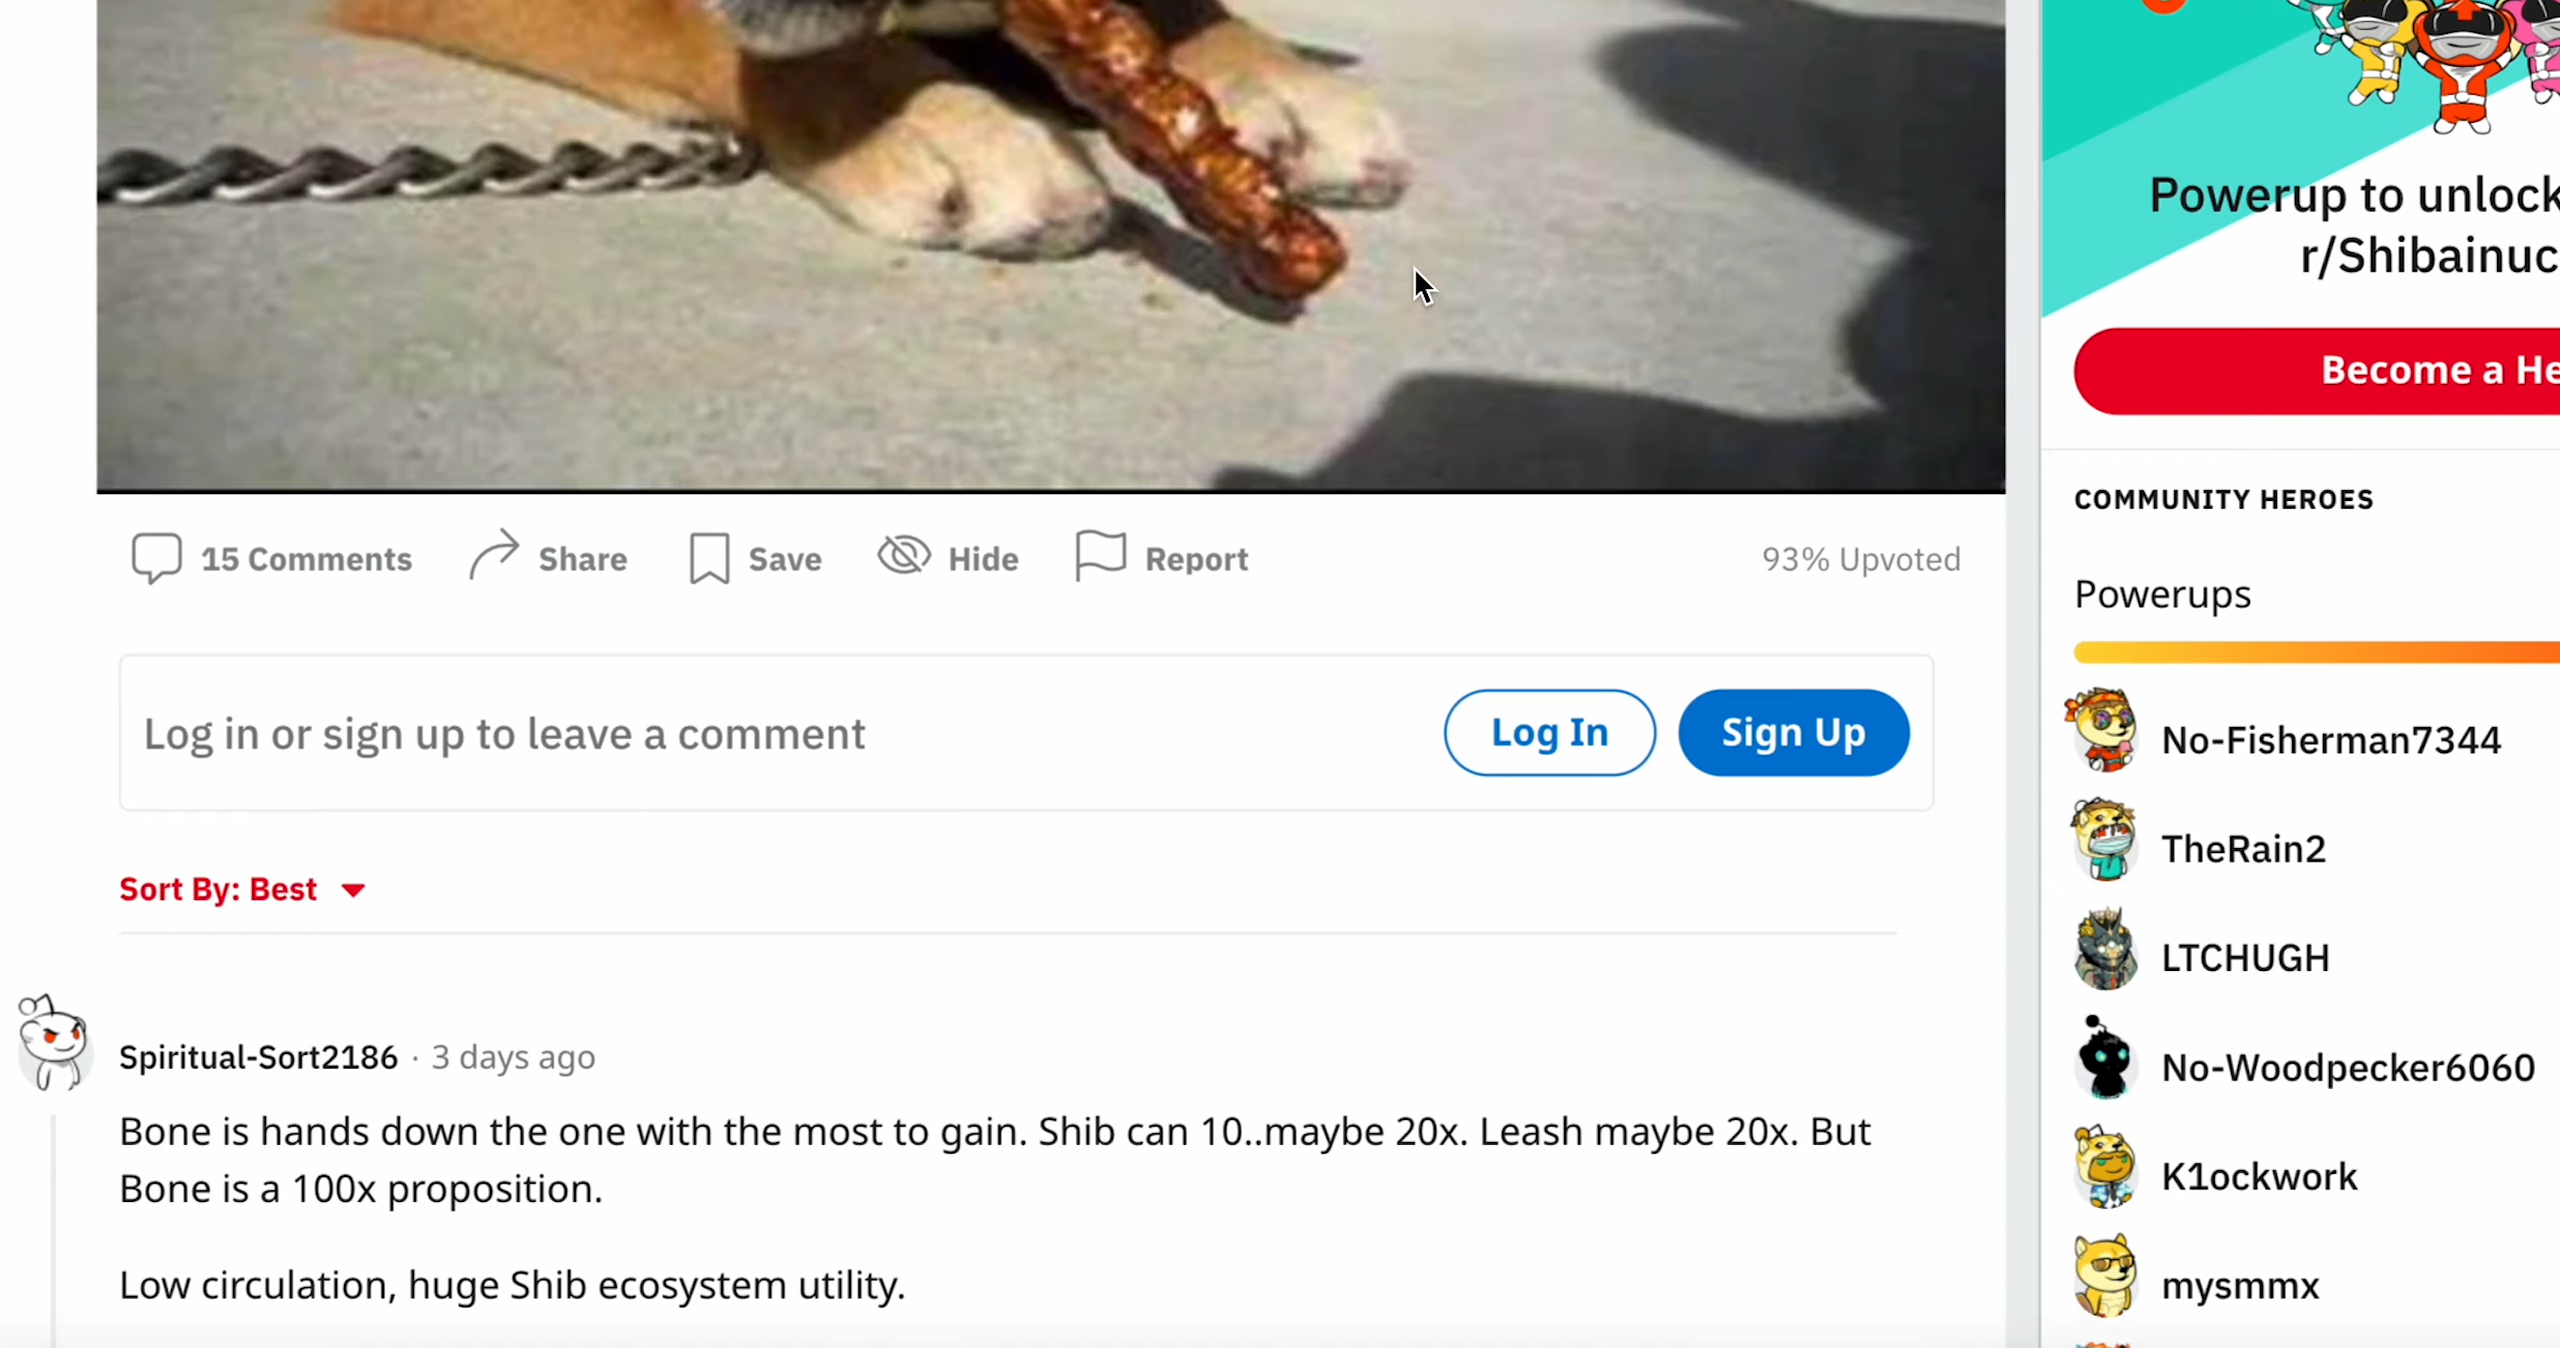 15 Comments
Share
Save
Hide
Report
93% Upvoted
Log in or sign up to leave a comment
Log In
Sign Up
Sort By: Best
Spiritual-Sort2186 · 3 days ago
Bone is hands down the one with the most to gain. Shib can 10..maybe 20x. Leash maybe 20x. But
Bone is a 100x proposition.
Low circulation, huge Shib ecosystem utility.
Powerup to unlock
r/Shibainuc
Become a He
COMMUNITY HEROES
Powerups
No-Fisherman7344
TheRain2
LTCHUGH
No-Woodpecker6060
K1ockwork
mysmmx